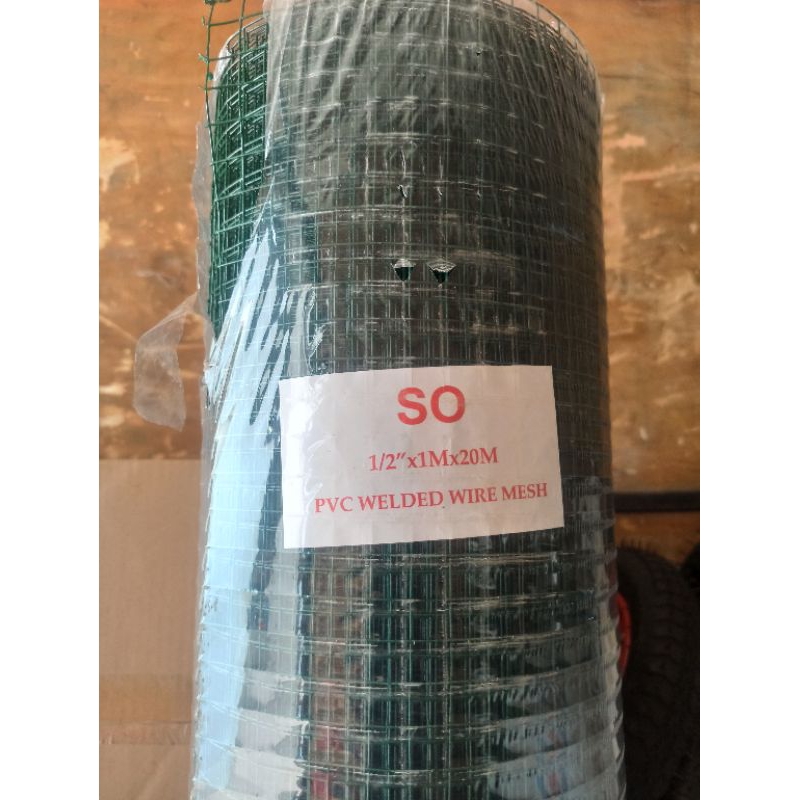 SO
1/2"x1Mx20M
PVC WELDED WIRE MESH